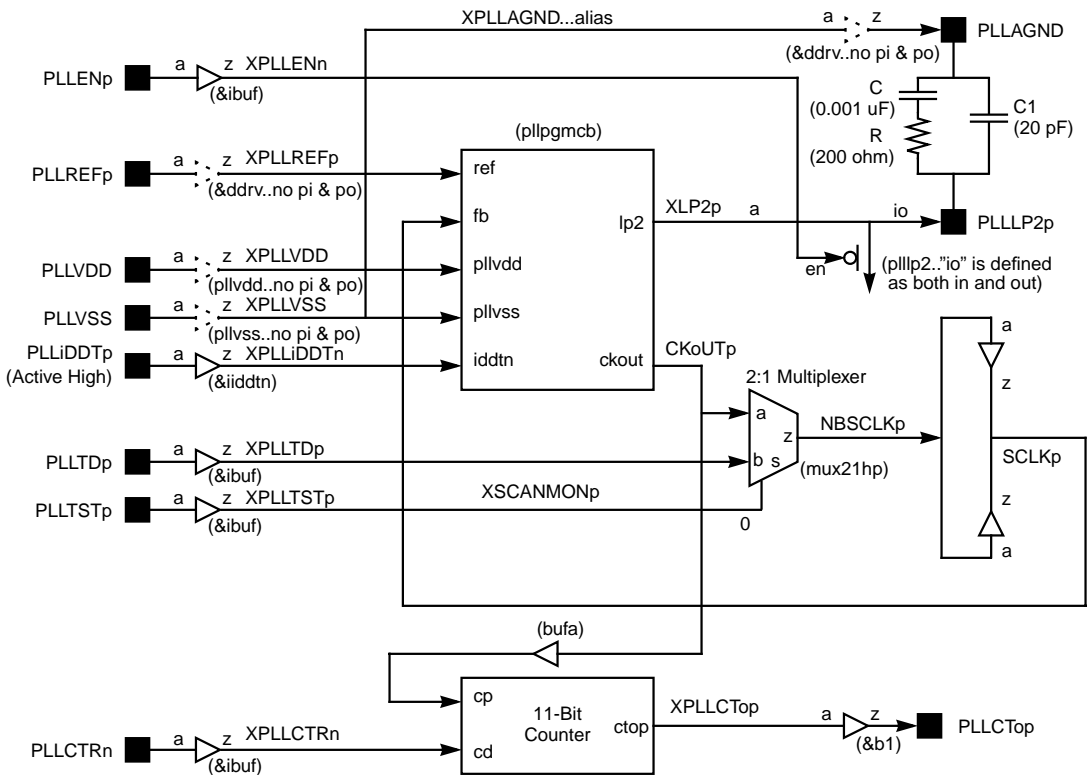 XPLLAGND...alias
a
z
PLLAGND
(&ddrv..no pi & po)
PLLENp
a
z
XPLLENn
(&ibuf)
C
(0.001 uF)
R
(200 ohm)
C1
(20 pF)
(pllpgmcb)
PLLREFp
a
z
XPLLREFp
(&ddrv..no pi & po)
ref
fb
lp2
XLP2p
a
io
PLLLP2p
PLLVDD
a
z
XPLLVDD
(pllvdd..no pi & po)
pllvdd
en
(plllp2.."io" is defined
as both in and out)
PLLVSS
a
z
XPLLVSS
(pllvss..no pi & po)
pllvss
PLLiDDTp
(Active High)
a
z
XPLLiDDTn
(&iiddtn)
iddtn
ckout
CKoUTp
2:1 Multiplexer
a
z
b
s
(mux21hp)
NBSCLKp
a
z
SCLKp
z
a
PLLTDp
a
z
XPLLTDp
(&ibuf)
PLLTSTp
a
z
XPLLTSTp
(&ibuf)
XSCANMONp
0
(bufa)
cp
11-Bit
Counter
ctop
cd
XPLLCTop
a
z
(&b1)
PLLCTop
PLLCTRn
a
z
XPLLCTRn
(&ibuf)